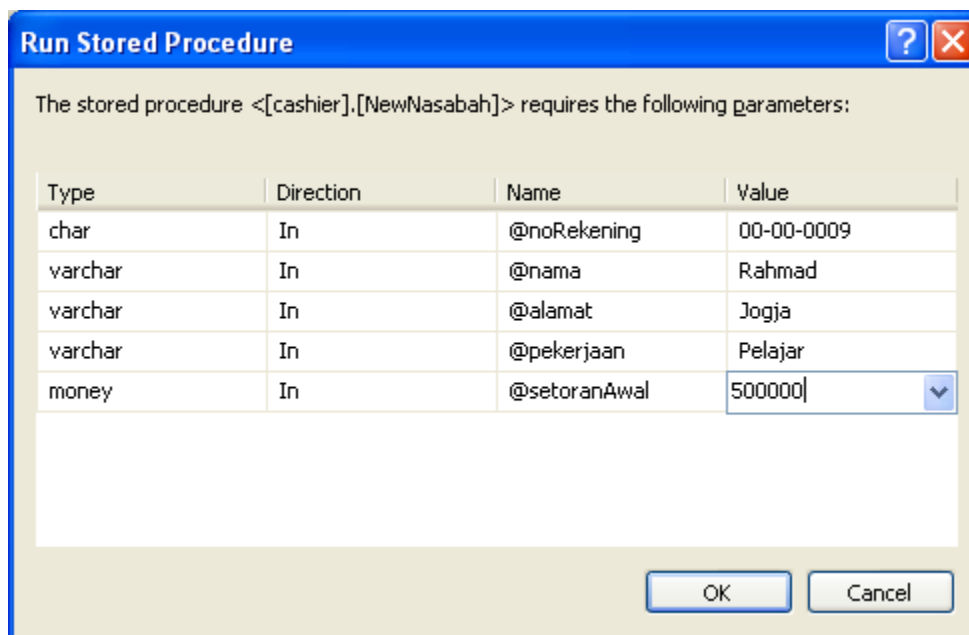 Run Stored Procedure
The stored procedure <[cashier].[NewNasabah]> requires the following parameters:
Type Direction Name Value
char In @noRekening 00-00-0009
varchar In @nama Rahmad
varchar In @alamat Jogja
varchar In @pekerjaan Pelajar
money In @setoranAwal 500000
OK Cancel